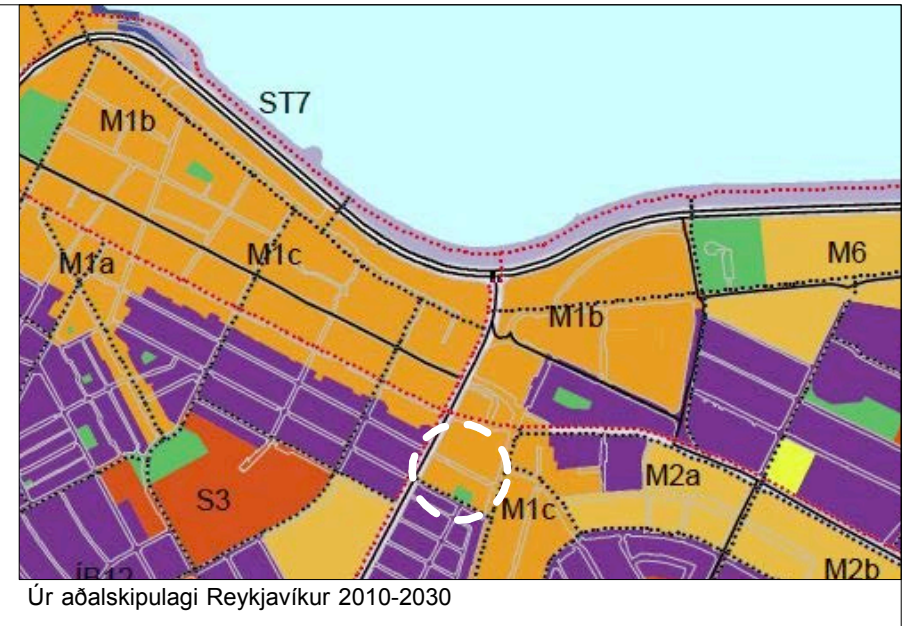 ST7
M1b
M1a
M1c
M6
M1b
S3
M1c
M2a
M2b
ÍB12
Úr aðalskipulagi Reykjavíkur 2010-2030